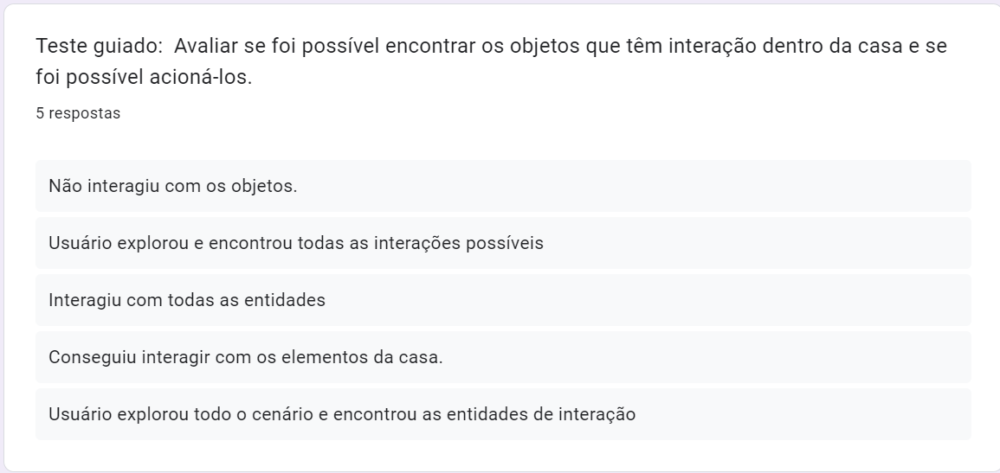 Teste guiado:  Avaliar se foi possível encontrar os objetos que têm interação dentro da casa e se
foi possível acioná-los.
5 respostas
Não interagiu com os objetos.
Usuário explorou e encontrou todas as interações possíveis
Interagiu com todas as entidades
Conseguiu interagir com os elementos da casa.
Usuário explorou todo o cenário e encontrou as entidades de interação